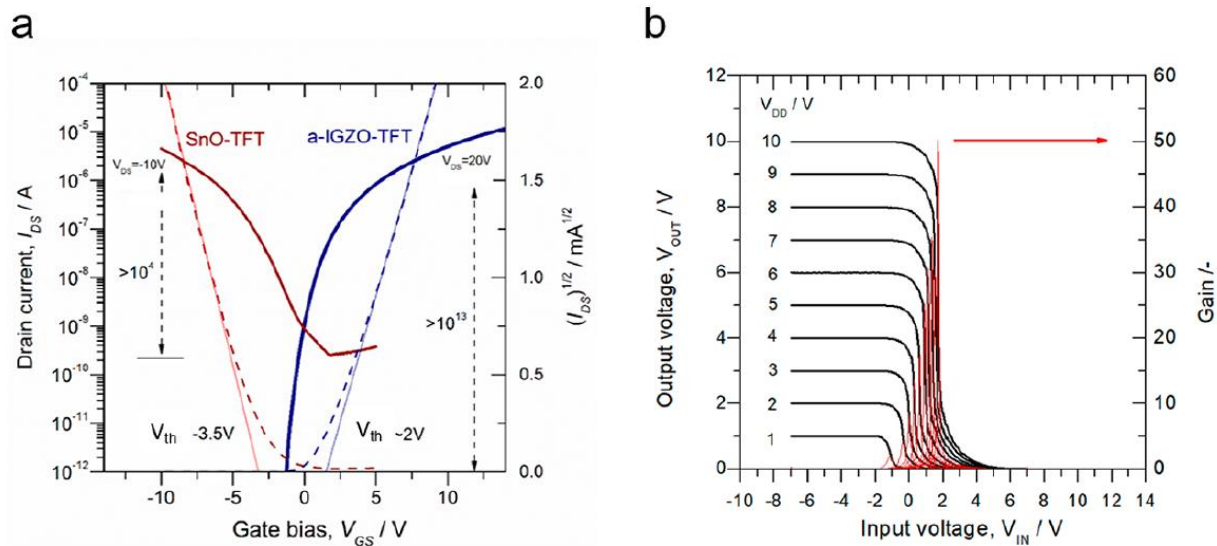 a
10⁻⁴
10⁻⁵
10⁻⁶
10⁻⁷
10⁻⁸
10⁻⁹
10⁻¹⁰
10⁻¹¹
10⁻¹²
Drain current, I_DS / A
SnO-TFT
a-IGZO-TFT
V_DS=-10V
V_DS=20V
>10⁴
>10¹³
V_th -3.5V
V_th ~2V
2.0
1.5
1.0
0.5
0.0
(I_DS)^1/2 / mA^1/2
-10 -5 0 5 10
Gate bias, V_GS / V
b
12
10
8
6
4
2
0
Output voltage, V_OUT / V
V_DD / V
10
9
8
7
6
5
4
3
2
1
60
50
40
30
20
10
0
Gain /-
-10 -8 -6 -4 -2 0 2 4 6 8 10 12 14
Input voltage, V_IN / V